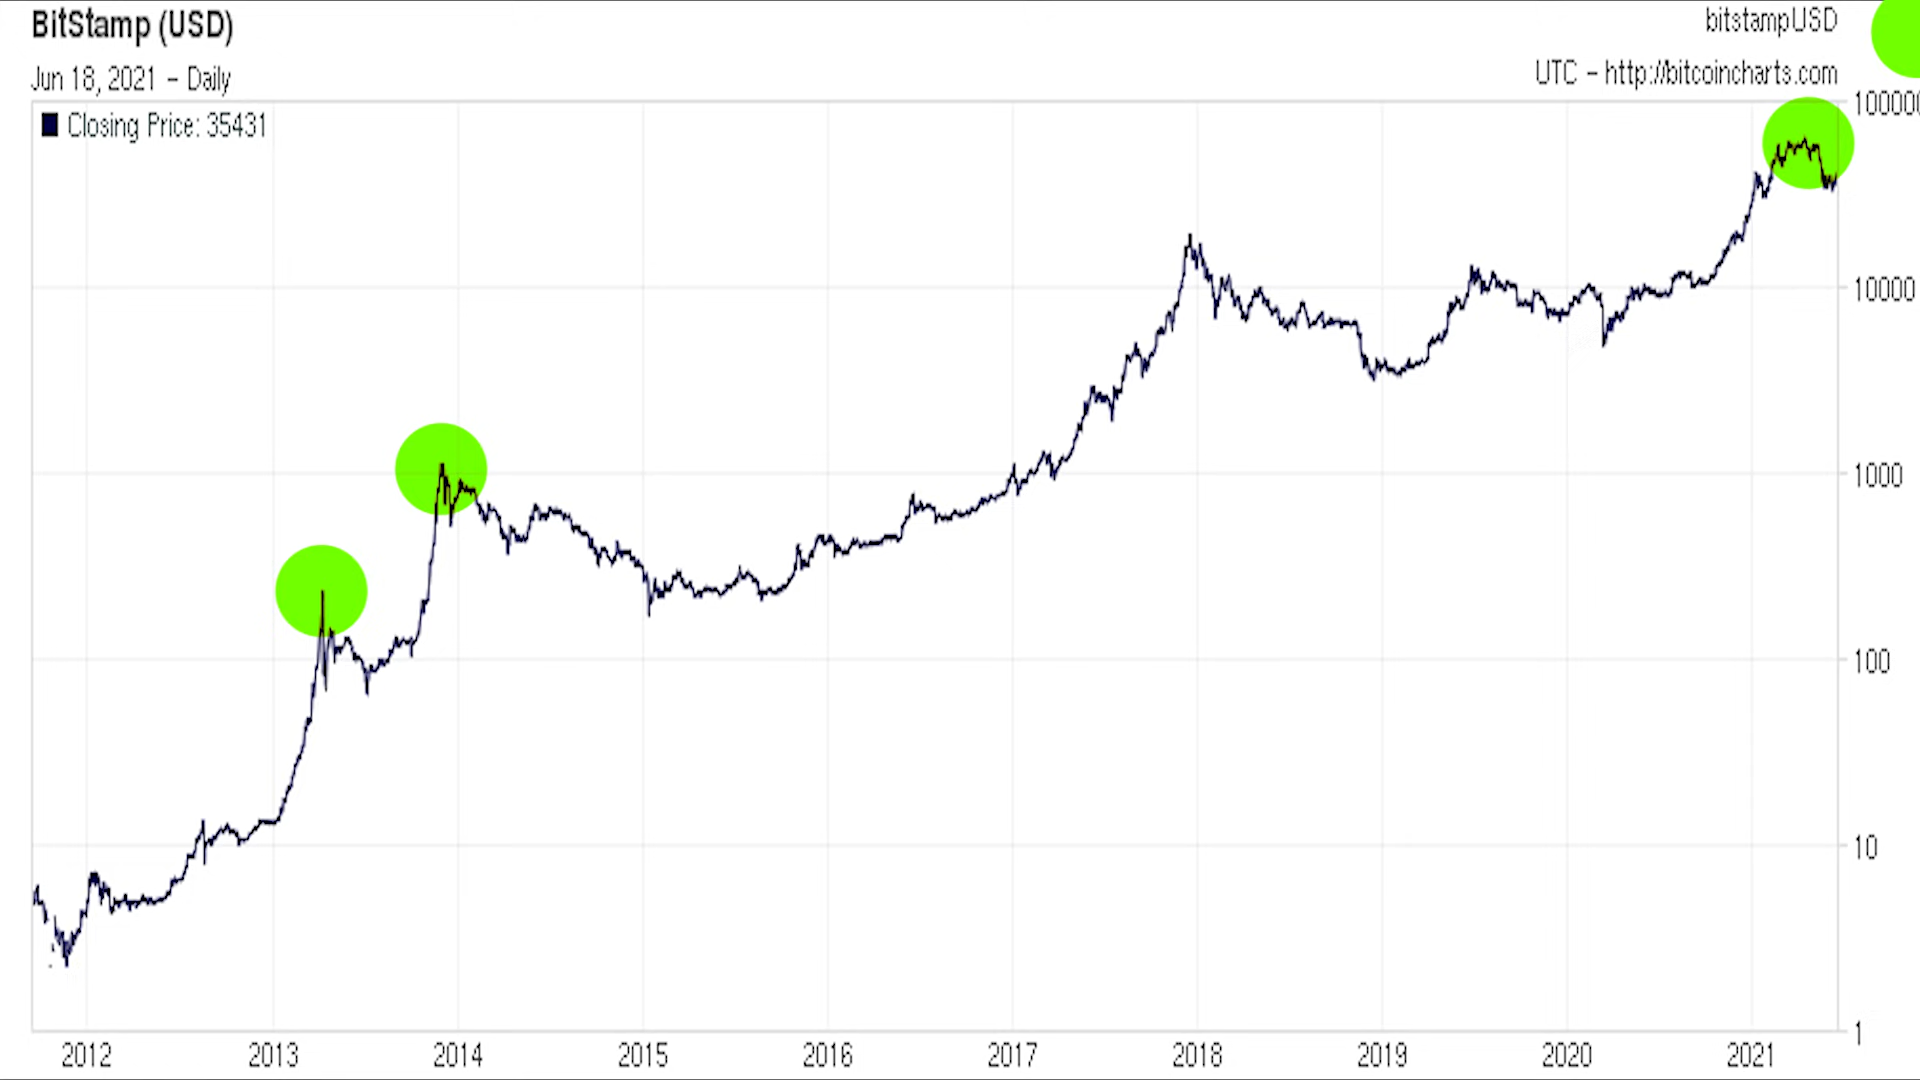 BitStamp (USD)
bitstampUSD
Jun 18, 2021 - Daily
UTC - http://bitcoincharts.com
Closing Price: 35431
100000
10000
1000
100
10
1
2012 2013 2014 2015 2016 2017 2018 2019 2020 2021